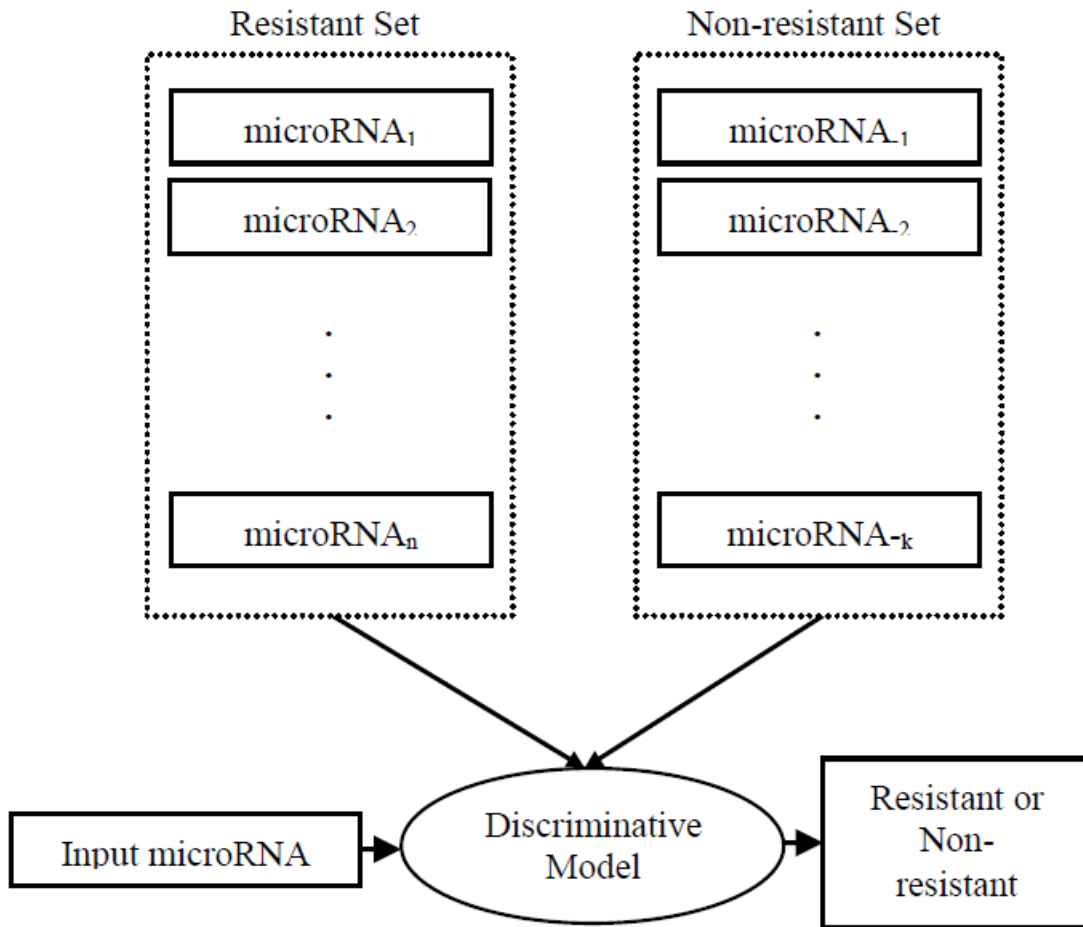 Resistant Set
microRNA₁
microRNA₂
.
.
.
microRNAₙ
Non-resistant Set
microRNA₋₁
microRNA₋₂
.
.
.
microRNA-ₖ
Input microRNA
Discriminative
Model
Resistant or
Non-
resistant